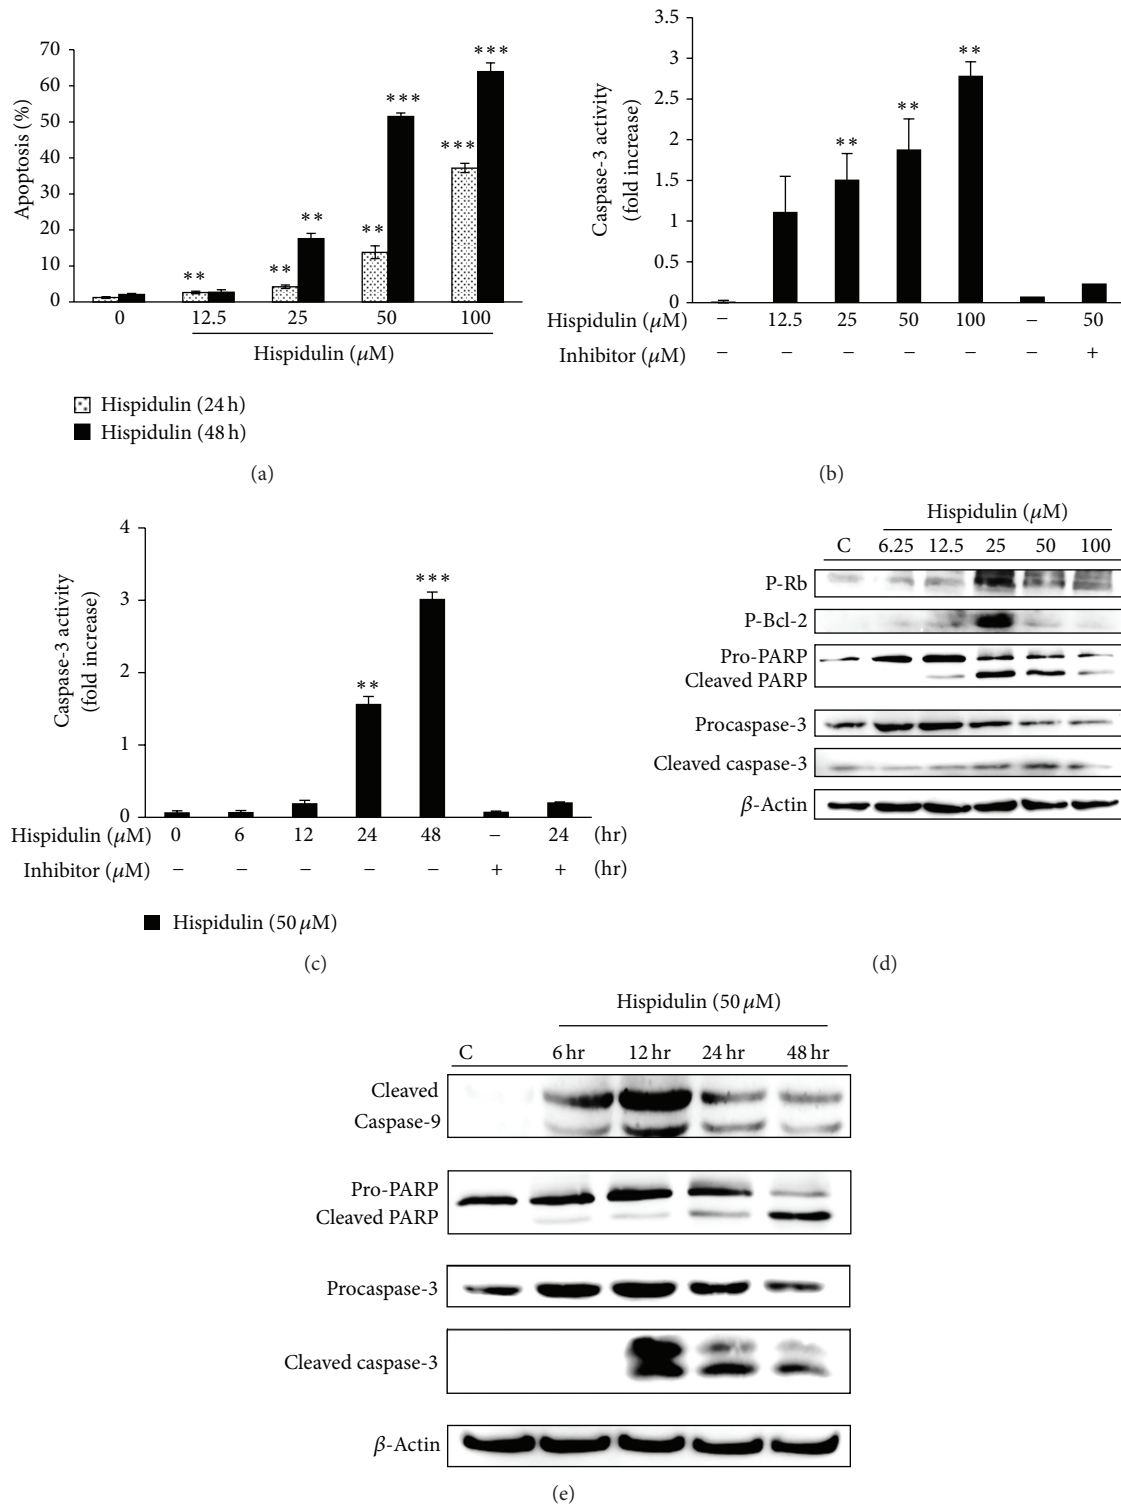 70
60
50
40
30
20
10
0
Apoptosis (%)
** ** ** ** *** *** ***
0 12.5 25 50 100
Hispidulin (μM)
Hispidulin (24 h)
Hispidulin (48 h)
(a)
3.5
3
2.5
2
1.5
1
0.5
0
Caspase-3 activity
(fold increase)
** ** **
Hispidulin (μM) – 12.5 25 50 100 – 50
Inhibitor (μM) – – – – – – +
(b)
4
3
2
1
0
Caspase-3 activity
(fold increase)
** ***
Hispidulin (μM) 0 6 12 24 48 – 24 (hr)
Inhibitor (μM) – – – – – + + (hr)
Hispidulin (50 μM)
(c)
Hispidulin (μM)
C 6.25 12.5 25 50 100
P-Rb
P-Bcl-2
Pro-PARP
Cleaved PARP
Procaspase-3
Cleaved caspase-3
β-Actin
(d)
Hispidulin (50 μM)
C 6 hr 12 hr 24 hr 48 hr
Cleaved
Caspase-9
Pro-PARP
Cleaved PARP
Procaspase-3
Cleaved caspase-3
β-Actin
(e)